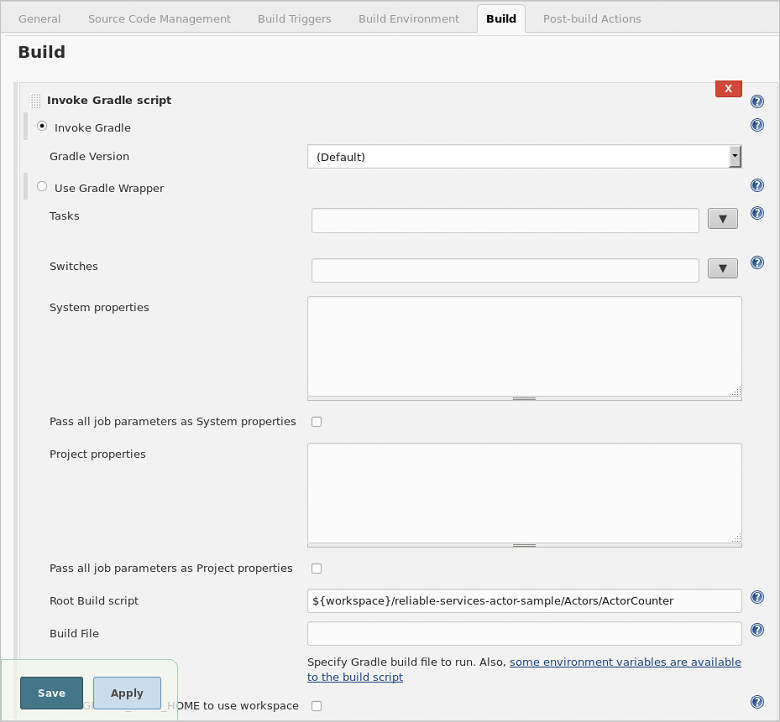 General Source Code Management Build Triggers Build Environment Build Post-build Actions
Build
X
Invoke Gradle script
Invoke Gradle
Gradle Version (Default)
Use Gradle Wrapper
Tasks
Switches
System properties
Pass all job parameters as System properties
Project properties
Pass all job parameters as Project properties
Root Build script ${workspace}/reliable-services-actor-sample/Actors/ActorCounter
Build File
Specify Gradle build file to run. Also, some environment variables are available
to the build script
Save Apply
HOME to use workspace